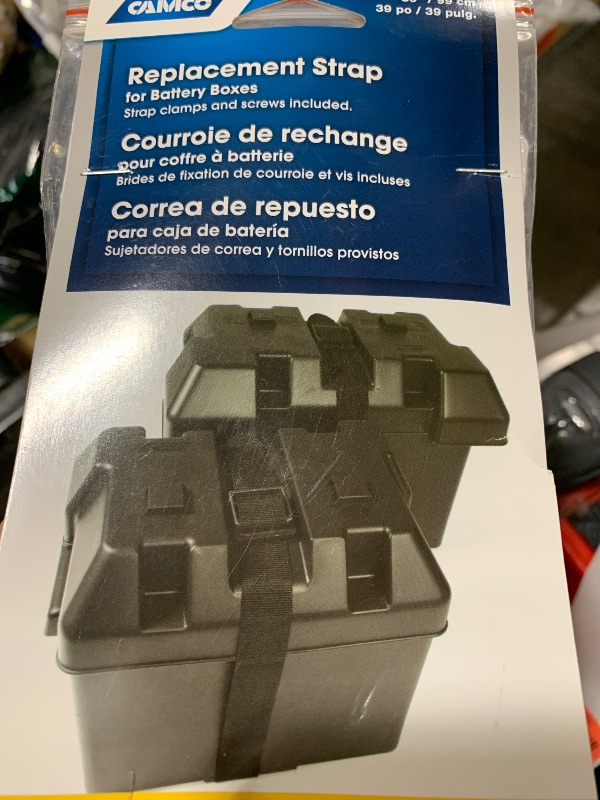 CAMCO
99 cm
39 po / 39 pulg.
Replacement Strap
for Battery Boxes
Strap clamps and screws included.
Courroie de rechange
pour coffre à batterie
Brides de fixation de courroie et vis incluses
Correa de repuesto
para caja de batería
Sujetadores de correa y tornillos provistos